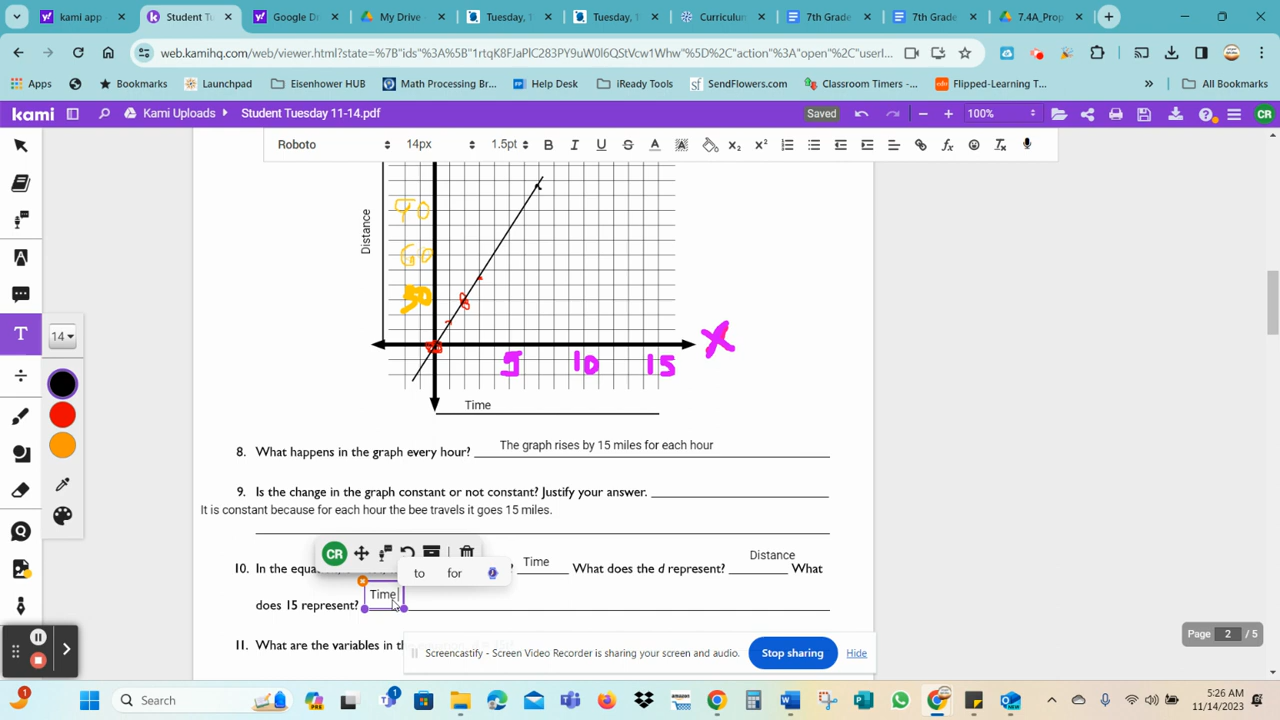 kami app
Student Tu
Google Dri
My Drive -
Tuesday, 1
Tuesday, 1
Curriculum
7th Grade
7th Grade
7.4A_Prop
web.kamihq.com/web/viewer.html?state=%7B"ids"%3A%5B"1rtqK8FJaPlC283PY9uW0l6QStVcw1Whw"%5D%2C"action"%3A"open"%2C"userI...
Apps
Bookmarks
Launchpad
Eisenhower HUB
Math Processing Br...
Help Desk
iReady Tools
SendFlowers.com
Classroom Timers -...
Flipped-Learning T...
All Bookmarks
kami
Kami Uploads
Student Tuesday 11-14.pdf
Saved
100%
CR
Roboto
14px
1.5pt
B I U S A
14
Distance
70
60
30
X
5 10 15
Time
8. What happens in the graph every hour? The graph rises by 15 miles for each hour
9. Is the change in the graph constant or not constant? Justify your answer.
It is constant because for each hour the bee travels it goes 15 miles.
CR
to for
10. In the equa ? Time What does the d represent? Distance What
does 15 represent? Time
11. What are the variables in th
Page 2 / 5
Screencastify - Screen Video Recorder is sharing your screen and audio.
Stop sharing
Hide
Search
5:26 AM
11/14/2023